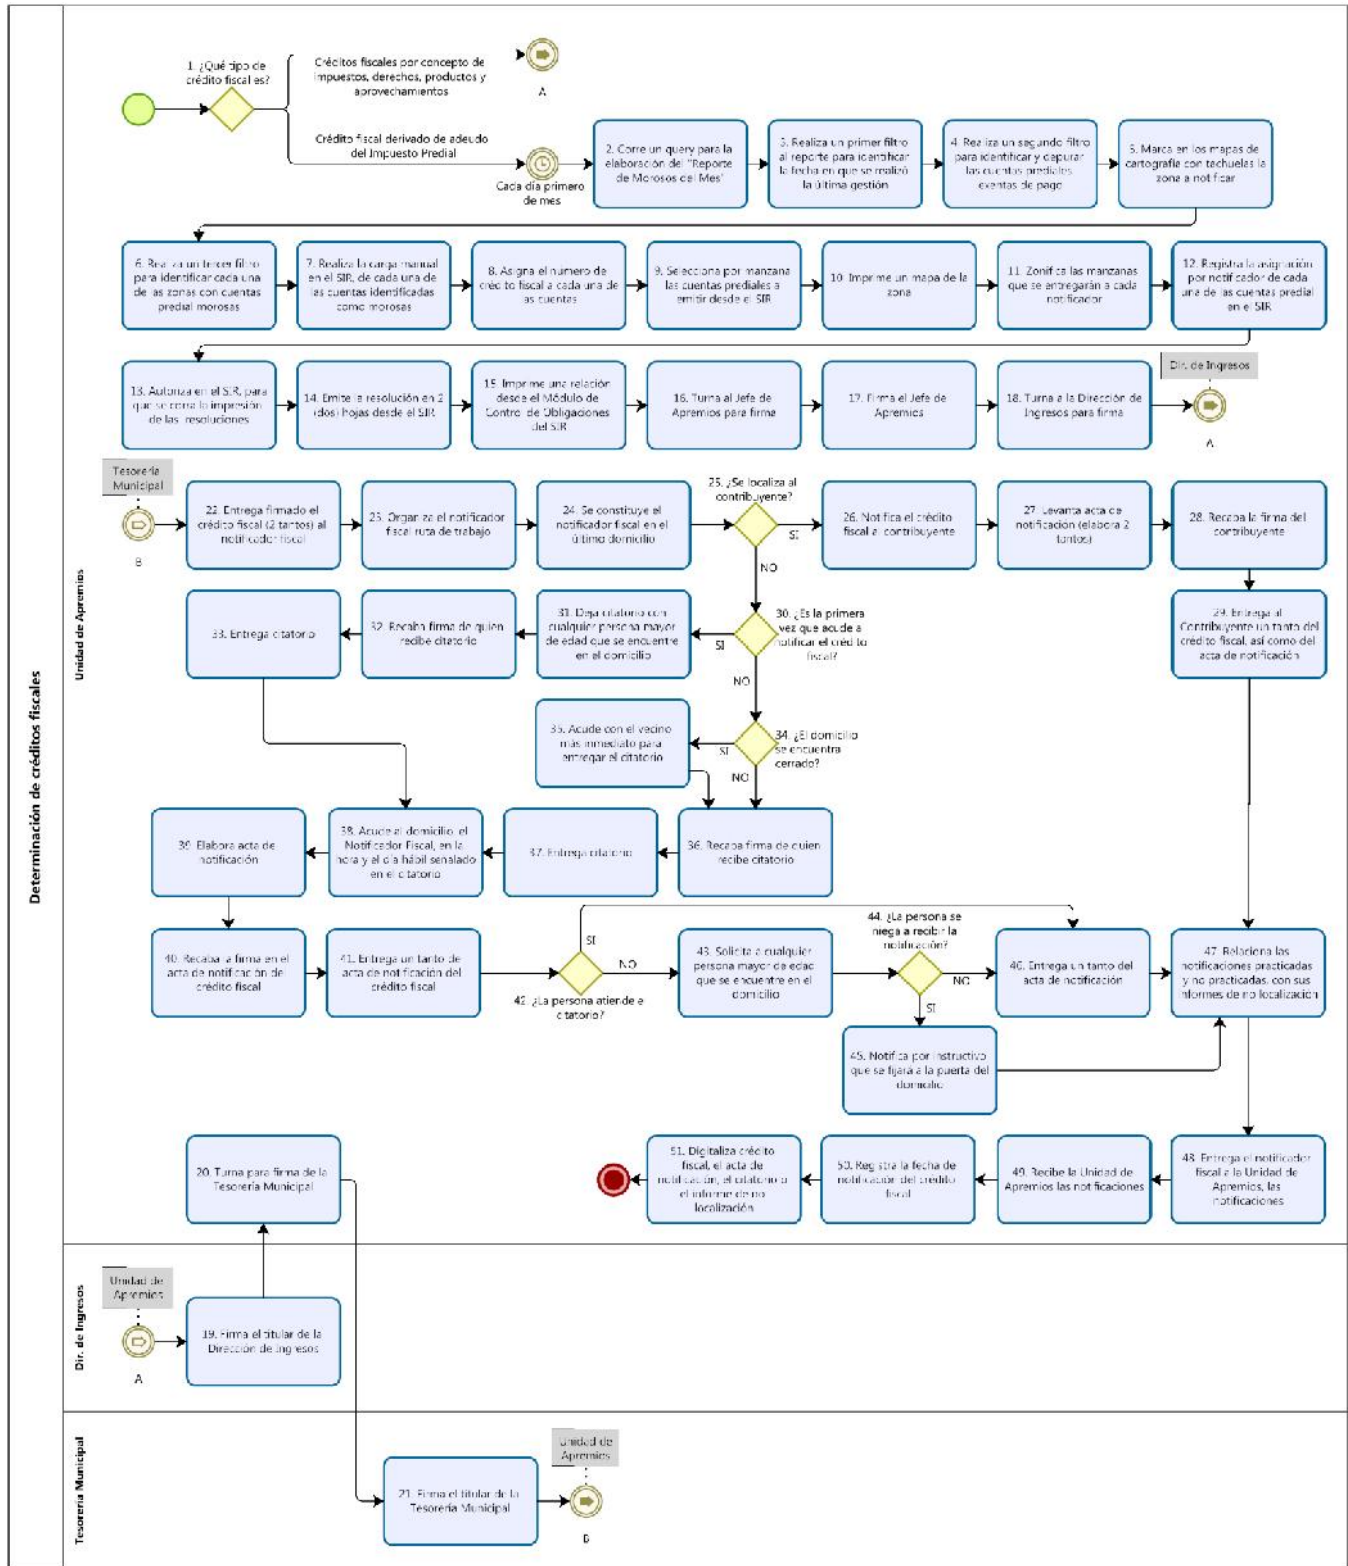 Determinación de créditos fiscales
Unidad de Apremios
1. ¿Qué tipo de
crédito fiscal es?
Créditos fiscales por concepto de
impuestos, derechos, productos y
aprovechamientos
A
Crédito fiscal derivado de adeudo
del Impuesto Predial
Cada día primero
de mes
2. Corre un query para la
elaboración del "Reporte
de Morosos del Mes"
3. Realiza un primer filtro
al reporte para identificar
la fecha en que se realizó
la última gestión
4. Realiza un segundo filtro
para identificar y depurar
las cuentas prediales
exentas de pago
5. Marca en los mapas de
cartografía con tachuelas la
zona a notificar
6. Realiza un tercer filtro
para identificar cada una
de las zonas con cuentas
predial morosas
7. Realiza la carga manual
en el SIR, de cada una de
las cuentas identificadas
como morosas
8. Asigna el numero de
crédito fiscal a cada una de
las cuentas
9. Selecciona por manzana
las cuentas prediales a
emitir desde el SIR
10. Imprime un mapa de la
zona
11. Zonifica las manzanas
que se entregarán a cada
notificador
12. Registra la asignación
por notificador de cada
una de las cuentas predial
en el SIR
13. Autoriza en el SIR, para
que se corra la impresión
de las resoluciones
14. Emite la resolución en 2
(dos) hojas desde el SIR
15. Imprime una relación
desde el Módulo de
Control de Obligaciones
del SIR
16. Turna al Jefe de
Apremios para firma
17. Firma el Jefe de
Apremios
18. Turna a la Dirección de
Ingresos para firma
Dir. de Ingresos
A
Tesorería
Municipal
B
22. Entrega firmado el
crédito fiscal (2 tantos) al
notificador fiscal
23. Organiza el notificador
fiscal ruta de trabajo
24. Se constituye el
notificador fiscal en el
último domicilio
25. ¿Se localiza al
contribuyente?
SI
NO
26. Notifica el crédito
fiscal al contribuyente
27. Levanta acta de
notificación (elabora 2
tantos)
28. Recaba la firma del
contribuyente
29. Entrega al
Contribuyente un tanto del
crédito fiscal, así como del
acta de notificación
30. ¿Es la primera
vez que acude a
notificar el crédito
fiscal?
SI
NO
31. Deja citatorio con
cualquier persona mayor
de edad que se encuentre
en el domicilio
32. Recaba firma de quien
recibe citatorio
33. Entrega citatorio
34. ¿El domicilio
se encuentra
cerrado?
SI
NO
35. Acude con el vecino
más inmediato para
entregar el citatorio
36. Recaba firma de quien
recibe citatorio
37. Entrega citatorio
38. Acude al domicilio, el
Notificador Fiscal, en la
hora y el día hábil señalado
en el citatorio
39. Elabora acta de
notificación
40. Recaba la firma en el
acta de notificación de
crédito fiscal
41. Entrega un tanto de
acta de notificación del
crédito fiscal
42. ¿La persona atiende e
citatorio?
SI
NO
43. Solicita a cualquier
persona mayor de edad
que se encuentre en el
domicilio
44. ¿La persona se
niega a recibir la
notificación?
NO
SI
45. Notifica por instructivo
que se fijará a la puerta del
domicilio
46. Entrega un tanto del
acta de notificación
47. Relaciona las
notificaciones practicadas
y no practicadas, con sus
informes de no localización
48. Entrega el notificador
fiscal a la Unidad de
Apremios, las
notificaciones
49. Recibe la Unidad de
Apremios las notificaciones
50. Registra la fecha de
notificación del crédito
fiscal
51. Digitaliza crédito
fiscal, el acta de
notificación, el citatorio o
el informe de no
localización
20. Turna para firma de la
Tesorería Municipal
Dir. de Ingresos
Unidad de
Apremios
A
19. Firma el titular de la
Dirección de Ingresos
Tesorería Municipal
21. Firma el titular de la
Tesorería Municipal
Unidad de
Apremios
B